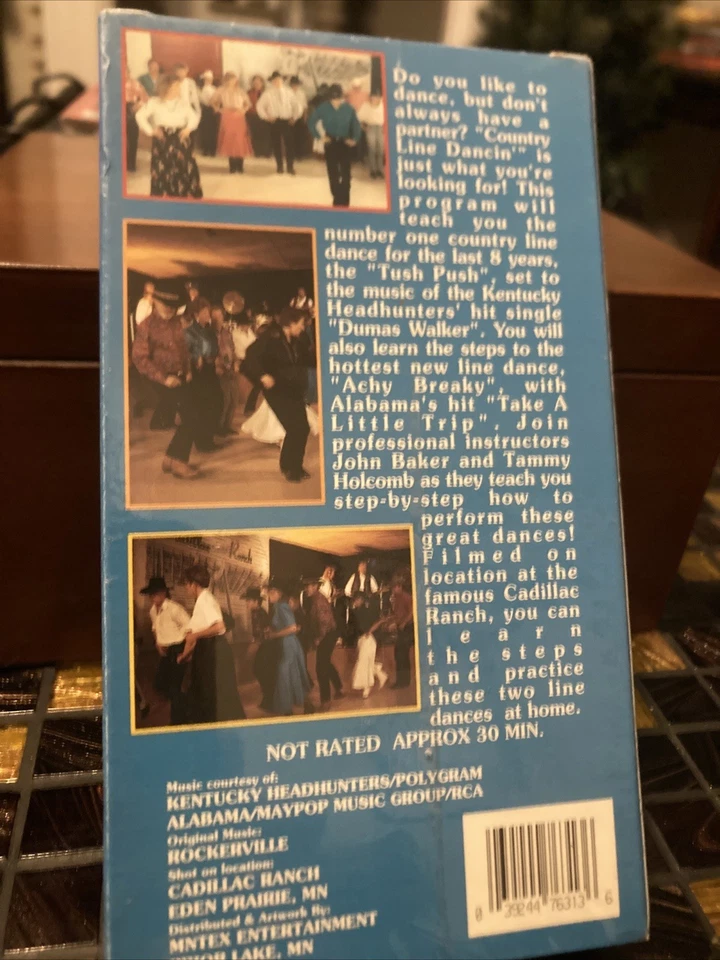 Do you like to
dance, but don't
always have a
partner? "Country
Line Dancin'" is
just what you're
looking for! This
program will
teach you the
number one country line
dance for the last 8 years,
the "Tush Push", set to
the music of the Kentucky
Headhunters' hit single
"Dumas Walker". You will
also learn the steps to the
hottest new line dance,
"Achy Breaky", with
Alabama's hit "Take A
Little Trip". Join
professional instructors
John Baker and Tammy
Holcomb as they teach you
step-by-step how to
perform these
great dances!
Filmed on
location at the
famous Cadillac
Ranch, you can
learn
the steps
and practice
these two line
dances at home.
NOT RATED APPROX 30 MIN.
Music courtesy of:
KENTUCKY HEADHUNTERS/POLYGRAM
ALABAMA/MAYPOP MUSIC GROUP/RCA
Original Music:
ROCKERVILLE
Shot on location:
CADILLAC RANCH
EDEN PRAIRIE, MN
Distributed & Artwork By:
MNTEX ENTERTAINMENT
LAKE, MN
0 39244 76313 6